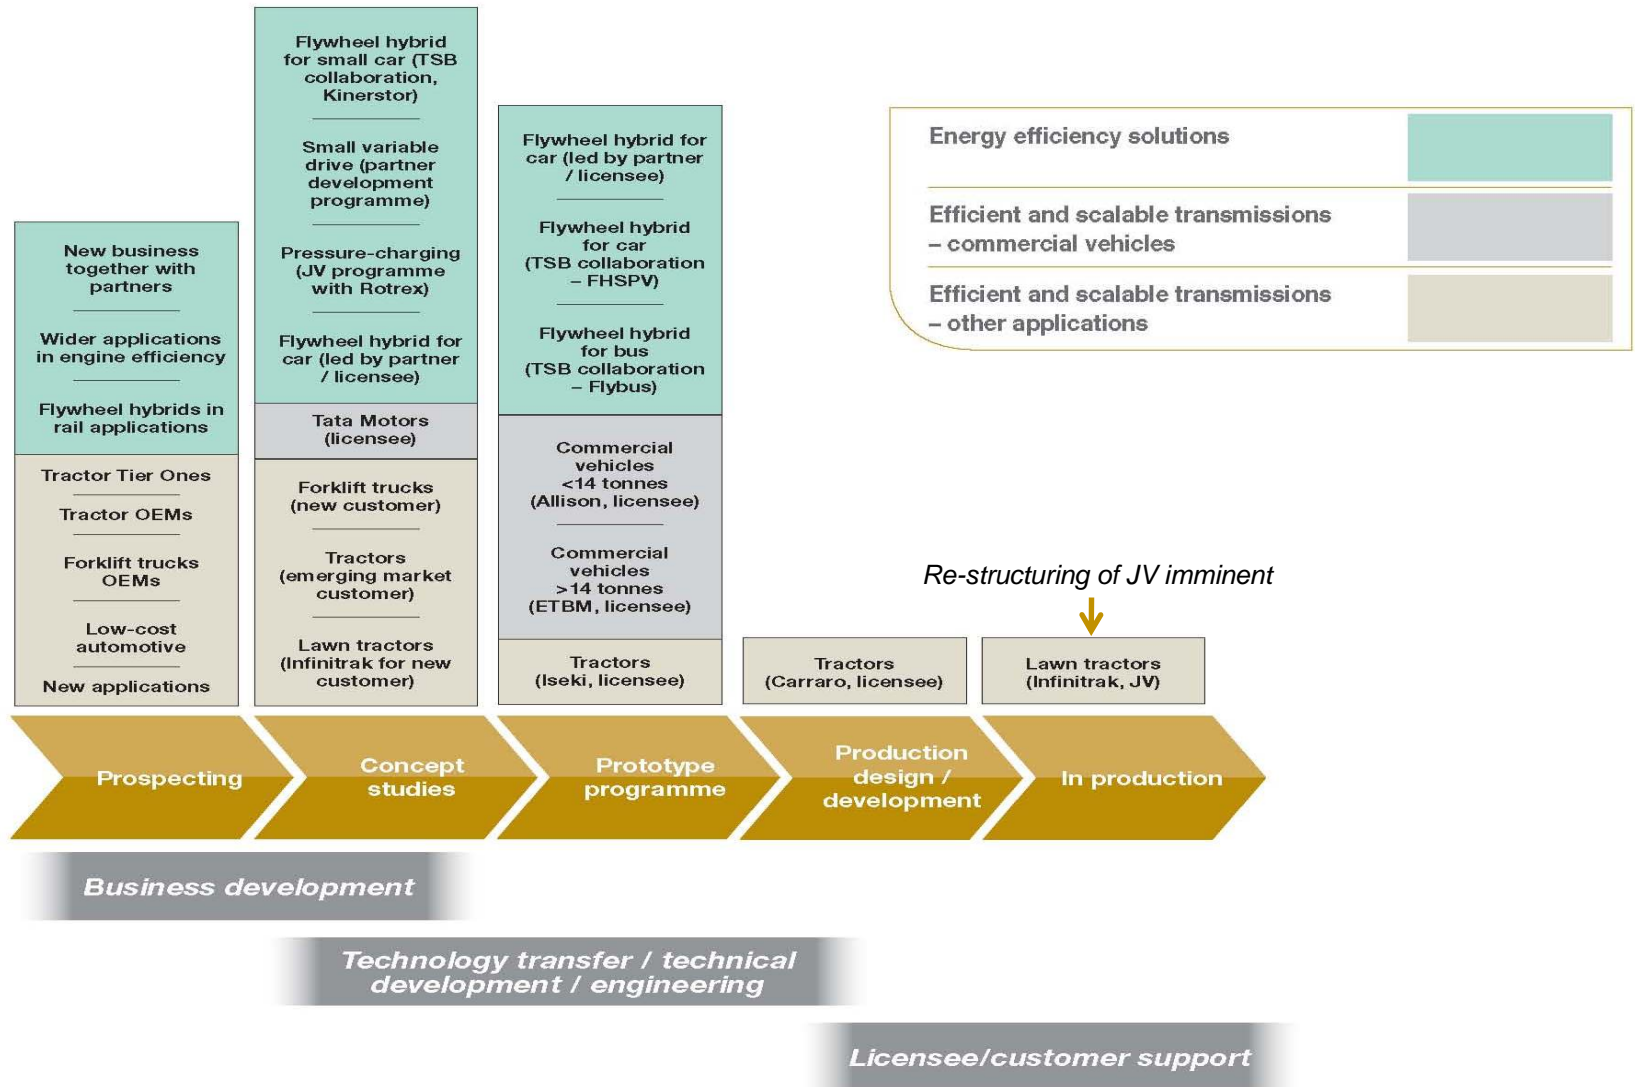 New business
together with
partners
Wider applications
in engine efficiency
Flywheel hybrids in
rail applications
Tractor Tier Ones
Tractor OEMs
Forklift trucks
OEMs
Low-cost
automotive
New applications
Flywheel hybrid
for small car (TSB
collaboration,
Kinerstor)
Small variable
drive (partner
development
programme)
Pressure-charging
(JV programme
with Rotrex)
Flywheel hybrid for
car (led by partner
/ licensee)
Tata Motors
(licensee)
Forklift trucks
(new customer)
Tractors
(emerging market
customer)
Lawn tractors
(Infinitrak for new
customer)
Flywheel hybrid for
car (led by partner
/ licensee)
Flywheel hybrid
for car
(TSB collaboration
– FHSPV)
Flywheel hybrid
for bus
(TSB collaboration
– Flybus)
Commercial
vehicles
<14 tonnes
(Allison, licensee)
Commercial
vehicles
>14 tonnes
(ETBM, licensee)
Tractors
(Iseki, licensee)
Tractors
(Carraro, licensee)
Re-structuring of JV imminent
Lawn tractors
(Infinitrak, JV)
Energy efficiency solutions
Efficient and scalable transmissions
– commercial vehicles
Efficient and scalable transmissions
– other applications
Prospecting
Concept
studies
Prototype
programme
Production
design /
development
In production
Business development
Technology transfer / technical
development / engineering
Licensee/customer support